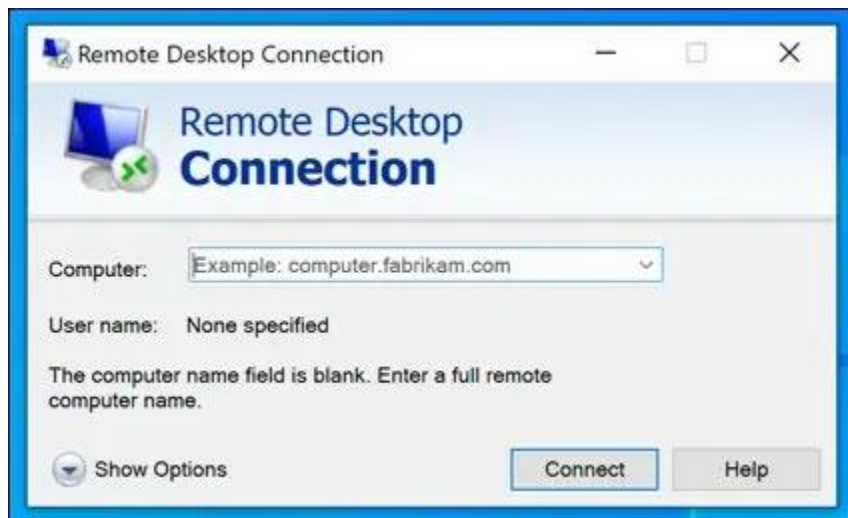 Remote Desktop Connection
Remote Desktop
Connection
Computer: Example: computer.fabrikam.com
User name: None specified
The computer name field is blank. Enter a full remote
computer name.
Show Options Connect Help